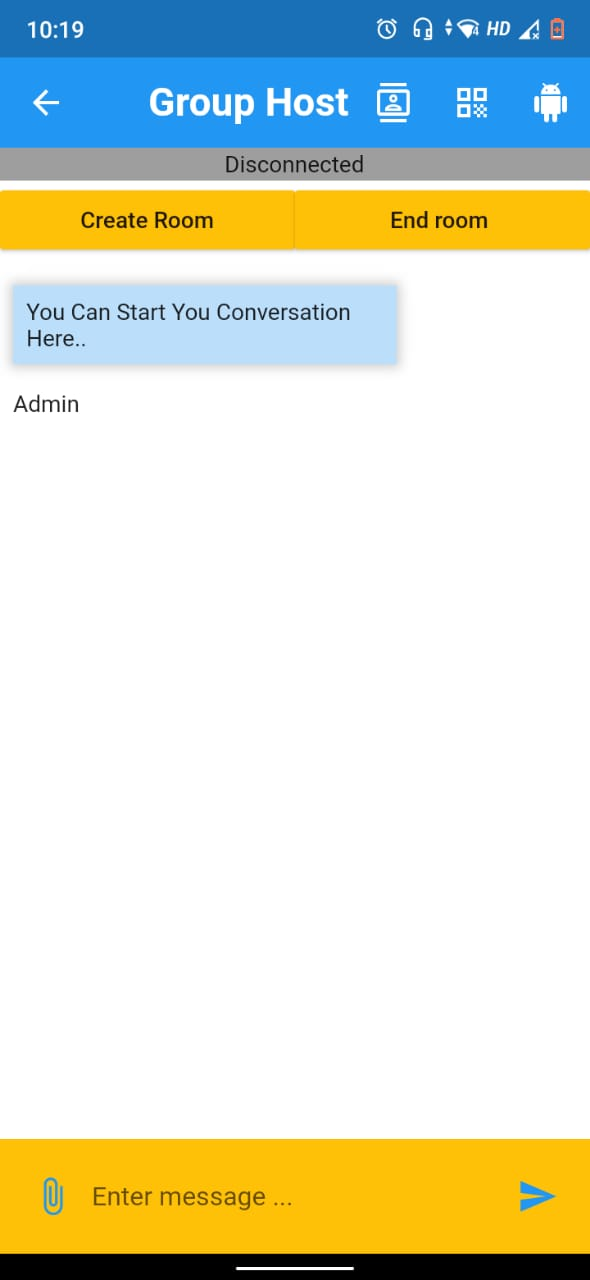 10:19
4 HD
Group Host
Disconnected
Create Room
End room
You Can Start You Conversation
Here..
Admin
Enter message ...